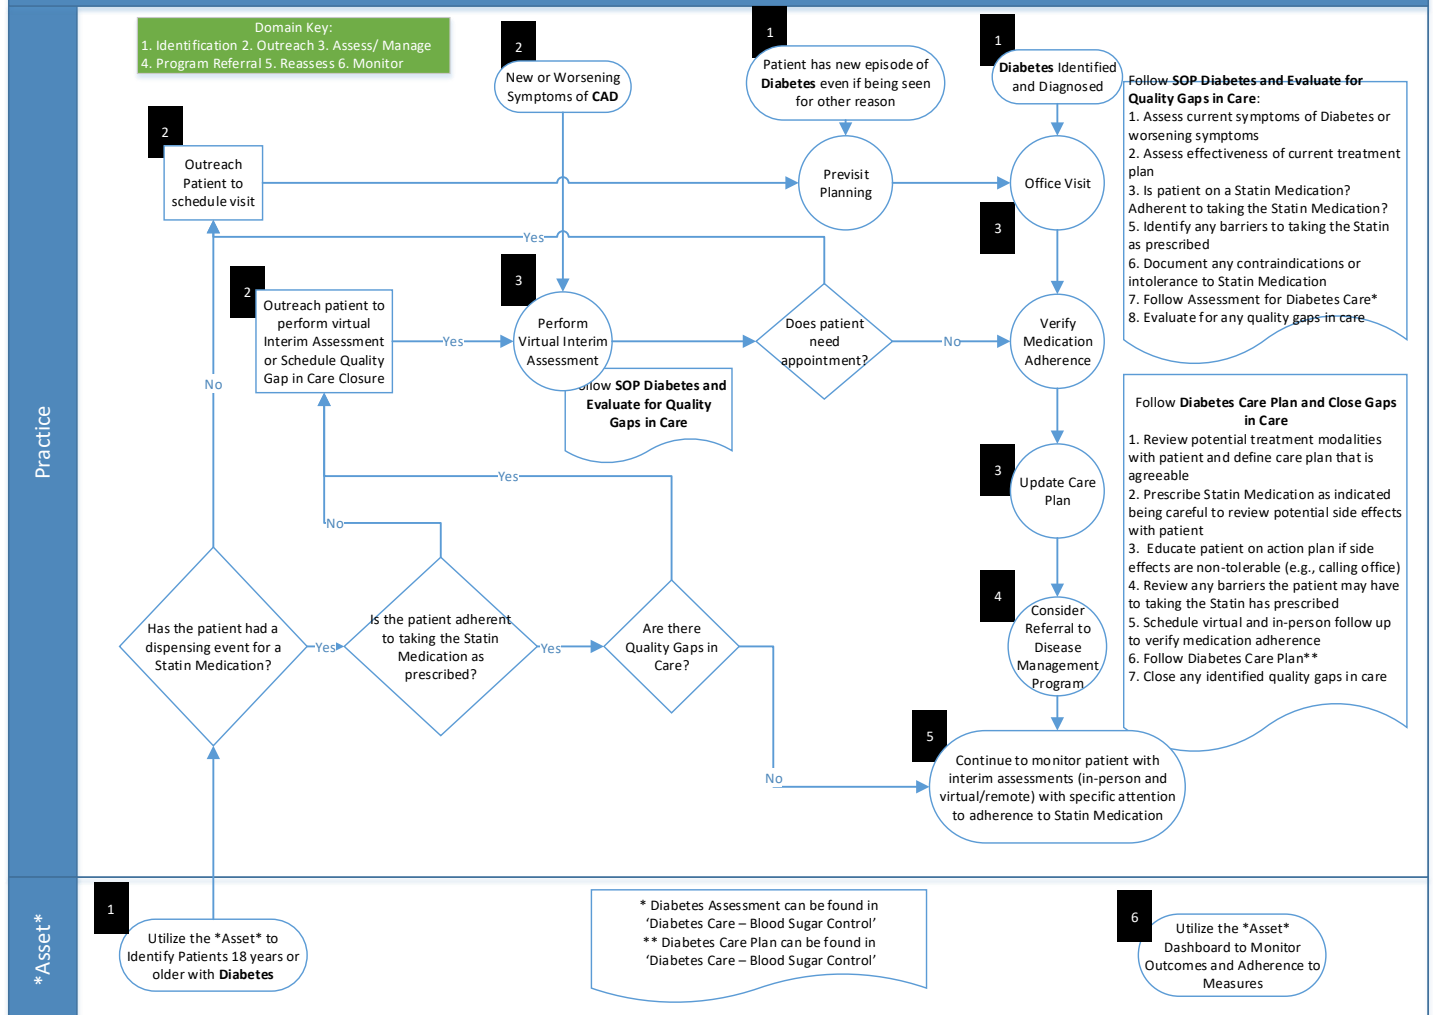 Domain Key:
1. Identification 2. Outreach 3. Assess/ Manage
4. Program Referral 5. Reassess 6. Monitor
2
New or Worsening
Symptoms of CAD
1
Patient has new episode of
Diabetes even if being seen
for other reason
1
Diabetes Identified
and Diagnosed
Follow SOP Diabetes and Evaluate for
Quality Gaps in Care:
1. Assess current symptoms of Diabetes or
worsening symptoms
2. Assess effectiveness of current treatment
plan
3. Is patient on a Statin Medication?
Adherent to taking the Statin Medication?
5. Identify any barriers to taking the Statin
as prescribed
6. Document any contraindications or
intolerance to Statin Medication
7. Follow Assessment for Diabetes Care*
8. Evaluate for any quality gaps in care
2
Outreach
Patient to
schedule visit
Previsit
Planning
Office Visit
3
Yes
2
Outreach patient to
perform virtual
Interim Assessment
or Schedule Quality
Gap in Care Closure
Yes
3
Perform
Virtual Interim
Assessment
Follow SOP Diabetes and
Evaluate for Quality
Gaps in Care
Does patient
need
appointment?
No
Verify
Medication
Adherence
No
Practice
Follow Diabetes Care Plan and Close Gaps
in Care
1. Review potential treatment modalities
with patient and define care plan that is
agreeable
2. Prescribe Statin Medication as indicated
being careful to review potential side effects
with patient
3. Educate patient on action plan if side
effects are non-tolerable (e.g., calling office)
4. Review any barriers the patient may have
to taking the Statin has prescribed
5. Schedule virtual and in-person follow up
to verify medication adherence
6. Follow Diabetes Care Plan**
7. Close any identified quality gaps in care
3
Update Care
Plan
Yes
No
4
Consider
Referral to
Disease
Management
Program
Has the patient had a
dispensing event for a
Statin Medication?
Yes
Is the patient adherent
to taking the Statin
Medication as
prescribed?
Yes
Are there
Quality Gaps in
Care?
No
5
Continue to monitor patient with
interim assessments (in-person and
virtual/remote) with specific attention
to adherence to Statin Medication
*Asset*
1
Utilize the *Asset* to
Identify Patients 18 years or
older with Diabetes
* Diabetes Assessment can be found in
‘Diabetes Care – Blood Sugar Control’
** Diabetes Care Plan can be found in
‘Diabetes Care – Blood Sugar Control’
6
Utilize the *Asset*
Dashboard to Monitor
Outcomes and Adherence to
Measures